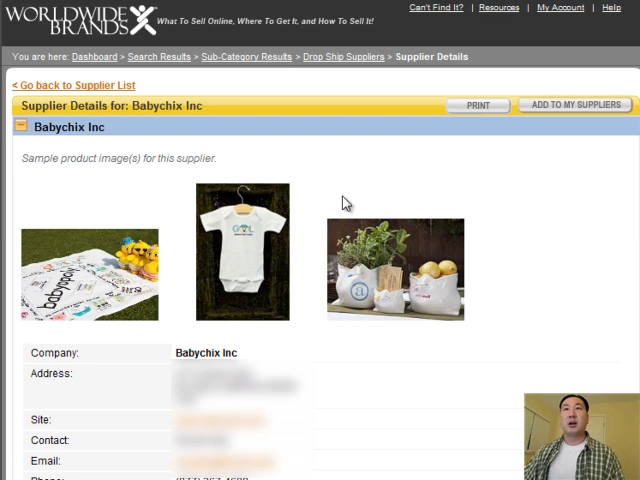 Can't Find It? | Resources | My Account | Help
WORLDWIDE
BRANDS
What To Sell Online, Where To Get it, and How To Sell It!
You are here: Dashboard > Search Results > Sub-Category Results > Drop Ship Suppliers > Supplier Details
< Go back to Supplier List
Supplier Details for: Babychix Inc
PRINT
ADD TO MY SUPPLIERS
Babychix Inc
Sample product image(s) for this supplier.
babyopoly
a
Company: Babychix Inc
Address:
Site:
Contact:
Email: